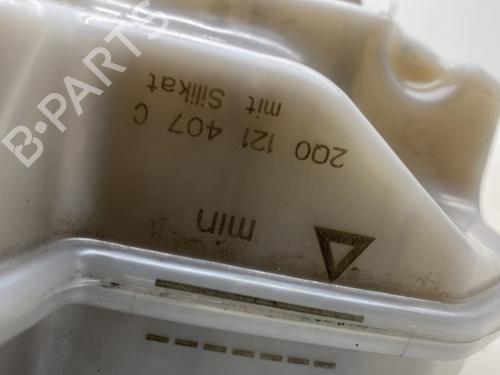 B-PARTS
min
2Q0 121 407 C
mit Silikat